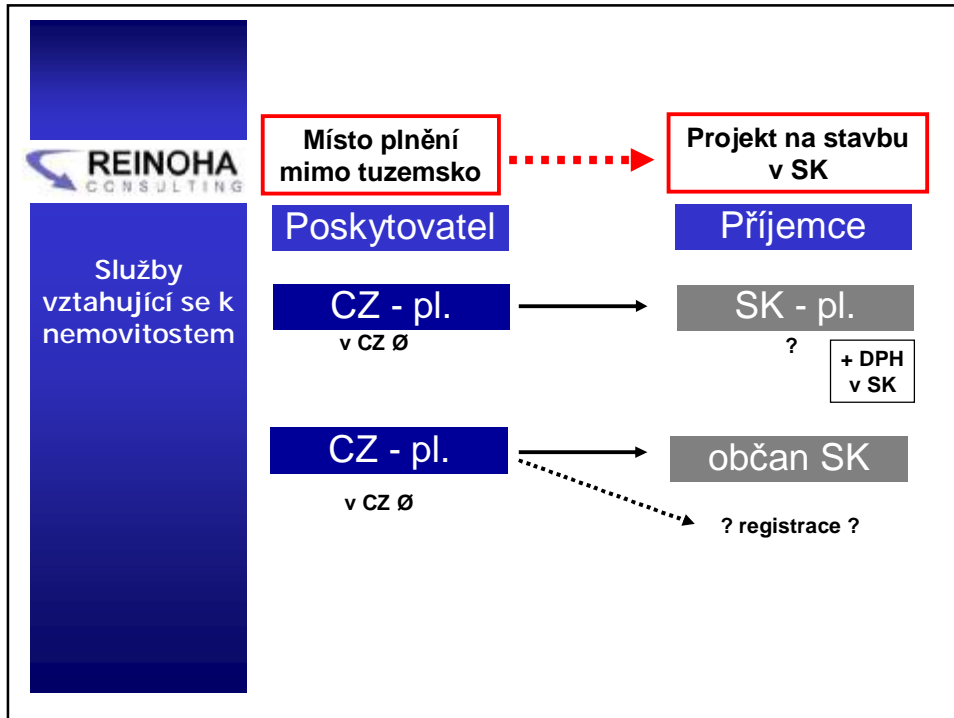 REINOHA
CONSULTING
Služby
vztahující se k
nemovitostem
Místo plnění
mimo tuzemsko
Projekt na stavbu
v SK
Poskytovatel
Příjemce
CZ - pl.
SK - pl.
v CZ Ø
?
+ DPH
v SK
CZ - pl.
občan SK
v CZ Ø
? registrace ?